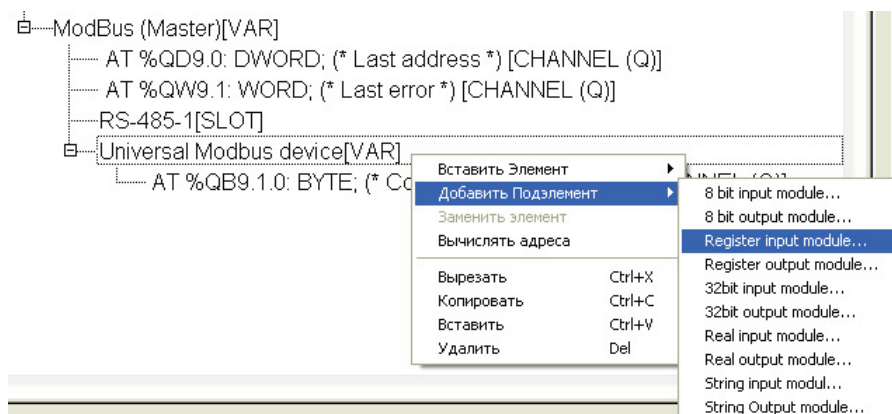 ModBus (Master)[VAR]
AT %QD9.0: DWORD; (* Last address *) [CHANNEL (Q)]
AT %QW9.1: WORD; (* Last error *) [CHANNEL (Q)]
RS-485-1[SLOT]
Universal Modbus device[VAR]
AT %QB9.1.0: BYTE; (*
Вставить Элемент
Добавить Подэлемент
Заменить элемент
Вычислять адреса
Вырезать Ctrl+X
Копировать Ctrl+C
Вставить Ctrl+V
Удалить Del
8 bit input module...
8 bit output module...
Register input module...
Register output module...
32bit input module...
32bit output module...
Real input module...
Real output module...
String input modul...
String Output module...